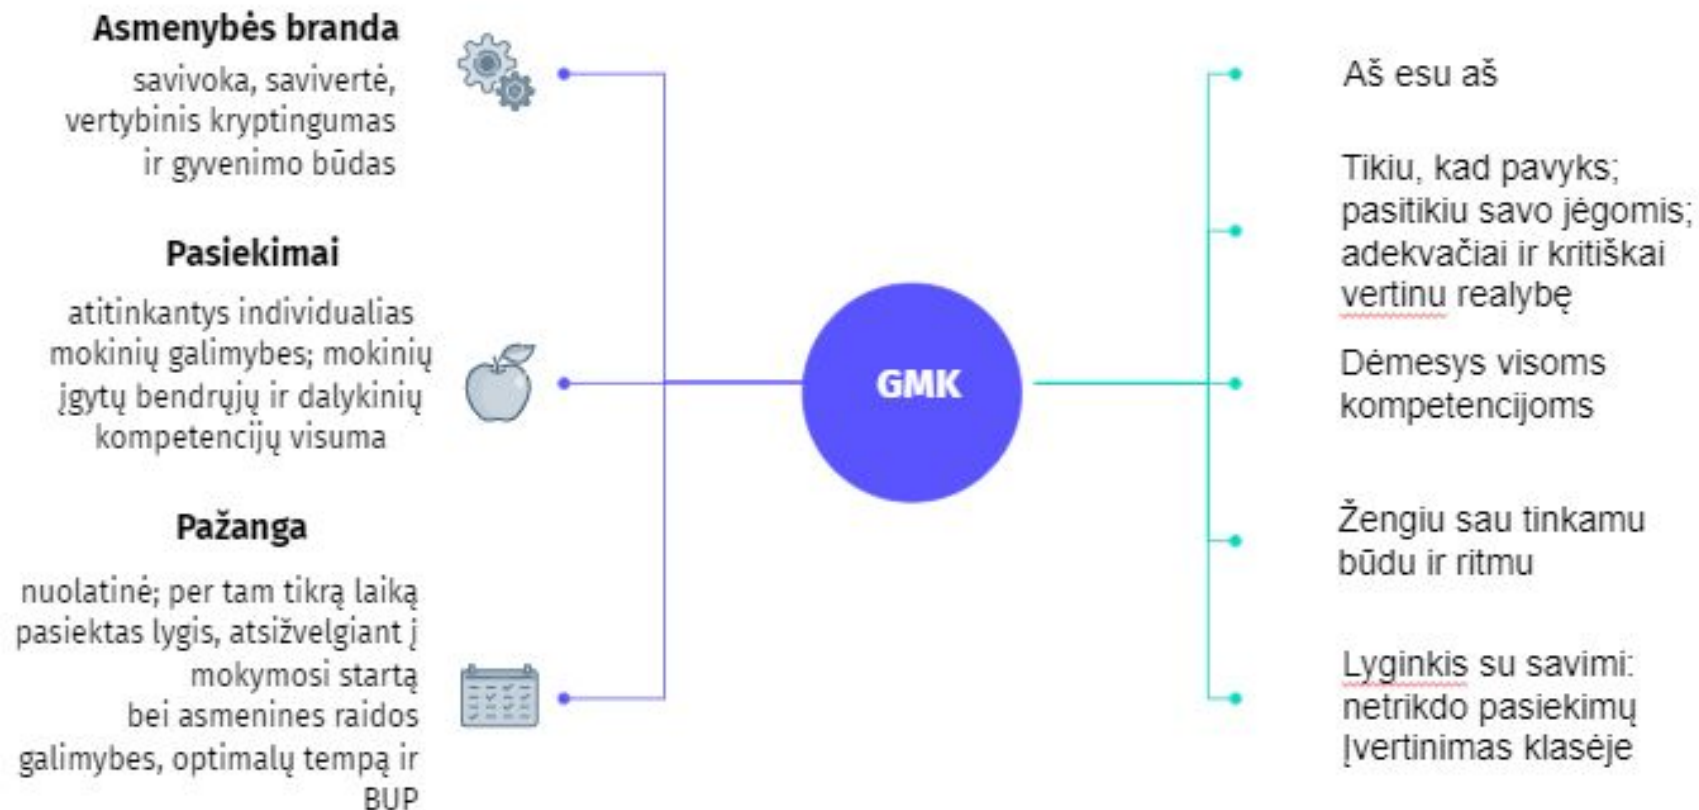 Asmenybės branda
savivoka, savivertė,
vertybinis kryptingumas
ir gyvenimo būdas
Pasiekimai
atitinkantys individualias
mokinių galimybes; mokinių
įgytų bendrųjų ir dalykinių
kompetencijų visuma
Pažanga
nuolatinė; per tam tikrą laiką
pasiektas lygis, atsižvelgiant į
mokymosi startą
bei asmenines raidos
galimybes, optimalų tempą ir
BUP
GMK
Aš esu aš
Tikiu, kad pavyks;
pasitikiu savo jėgomis;
adekvačiai ir kritiškai
vertinu realybę
Dėmesys visoms
kompetencijoms
Žengiu sau tinkamu
būdu ir ritmu
Lyginkis su savimi:
netrikdo pasiekimų
Įvertinimas klasėje